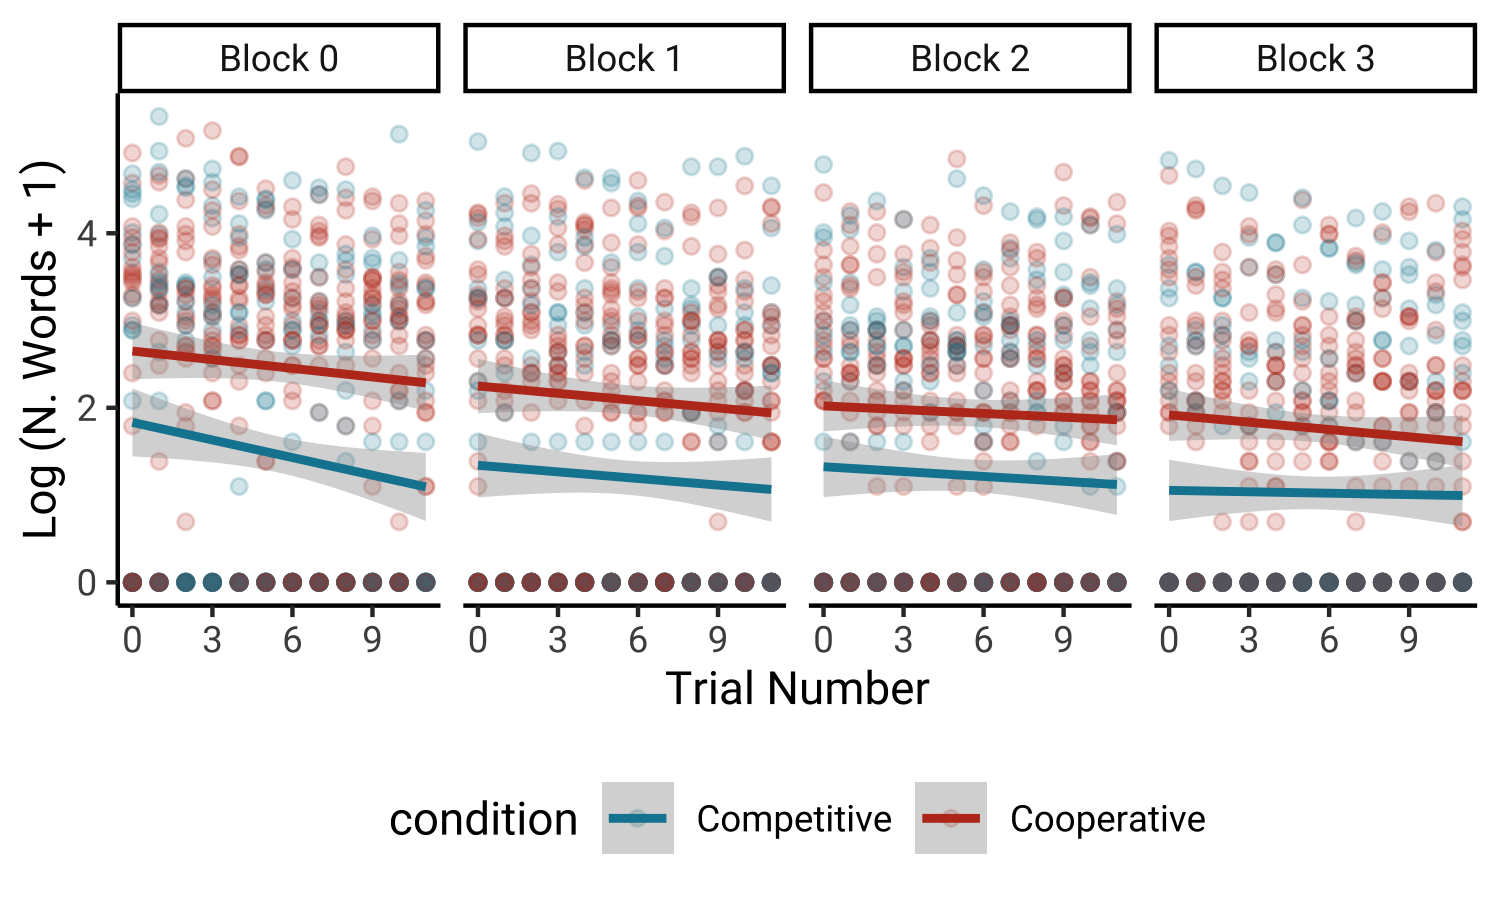 Block 0 Block 1 Block 2 Block 3
Log (N. Words + 1)
4
2
0
0 3 6 9 0 3 6 9 0 3 6 9 0 3 6 9
Trial Number
condition Competitive Cooperative